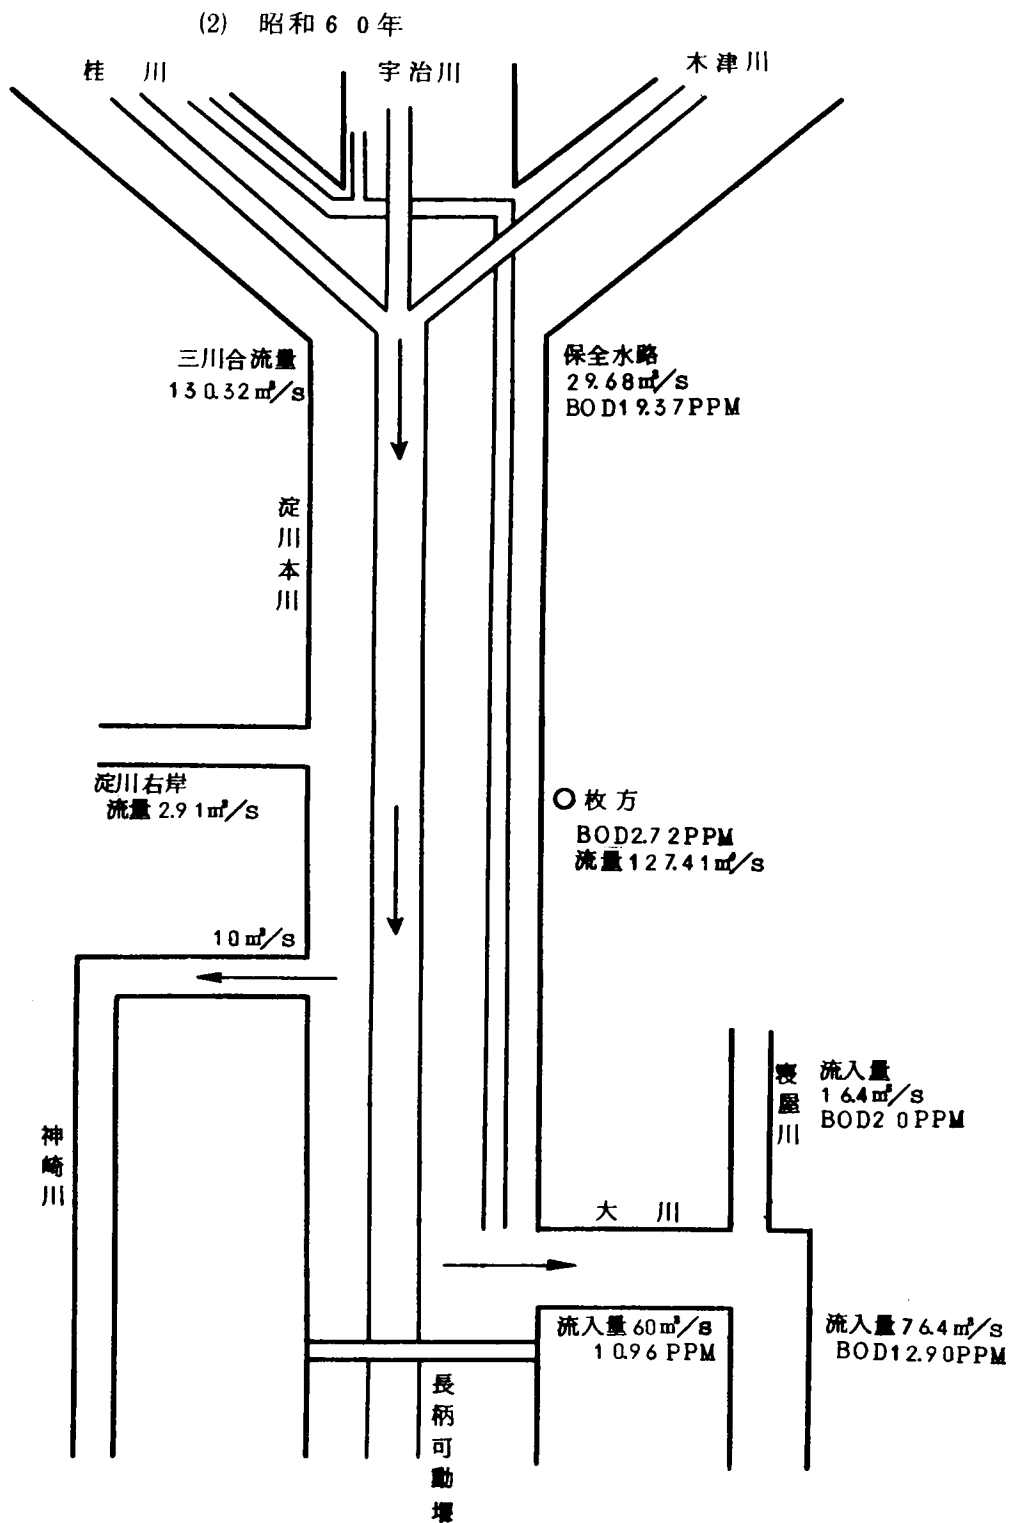 (2) 昭和60年
桂川
宇治川
木津川
三川合流量
130.32㎥/s
保全水路
29.68㎥/s
BOD19.37PPM
淀川本川
淀川右岸
流量2.91㎥/s
枚方
BOD2.72PPM
流量127.41㎥/s
10㎥/s
神崎川
寝屋川
流入量
16.4㎥/s
BOD20PPM
大川
流入量60㎥/s
10.96PPM
流入量76.4㎥/s
BOD12.90PPM
長柄可動堰